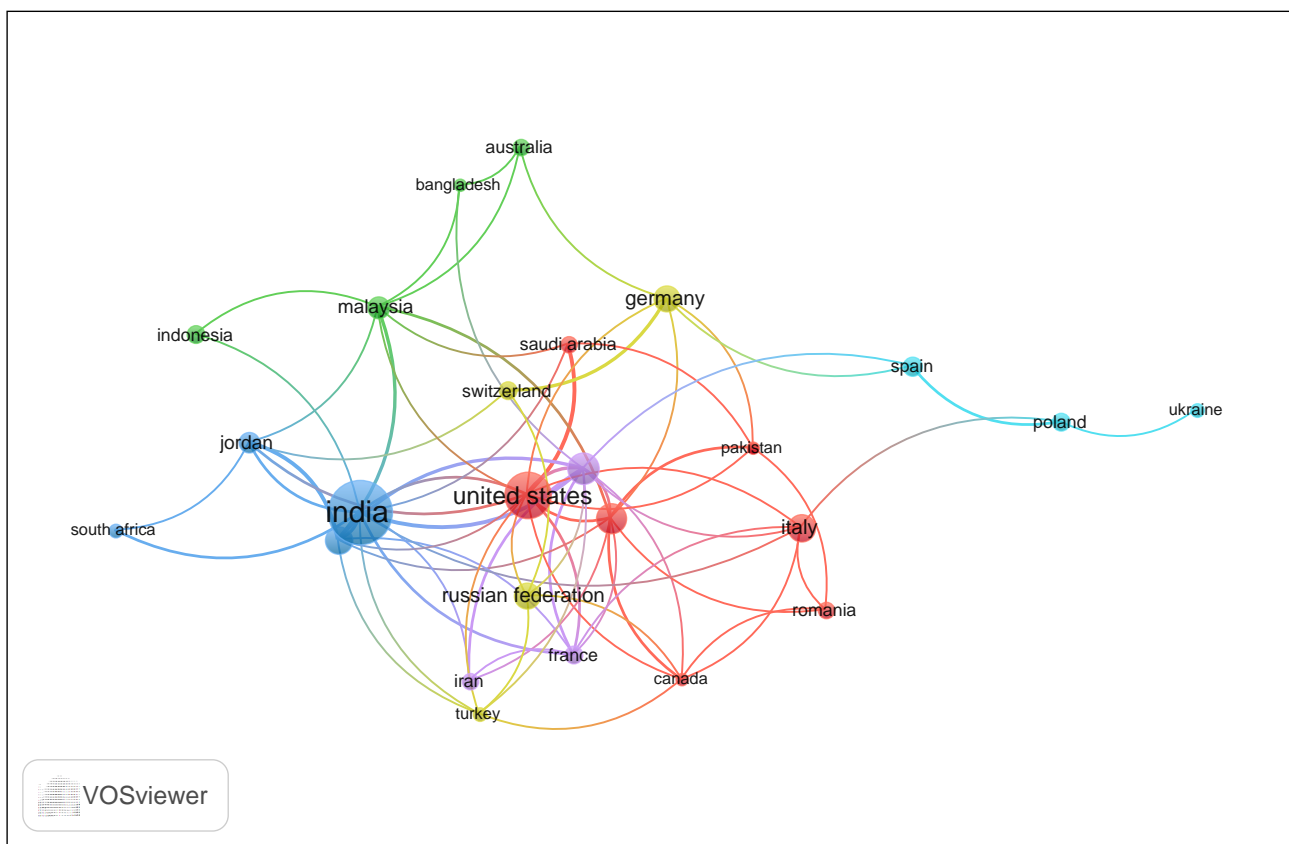 australia
bangladesh
germany
malaysia
indonesia
saudi arabia
spain
switzerland
ukraine
poland
jordan
pakistan
united states
india
italy
south africa
russian federation
romania
france
iran
canada
turkey
VOSviewer